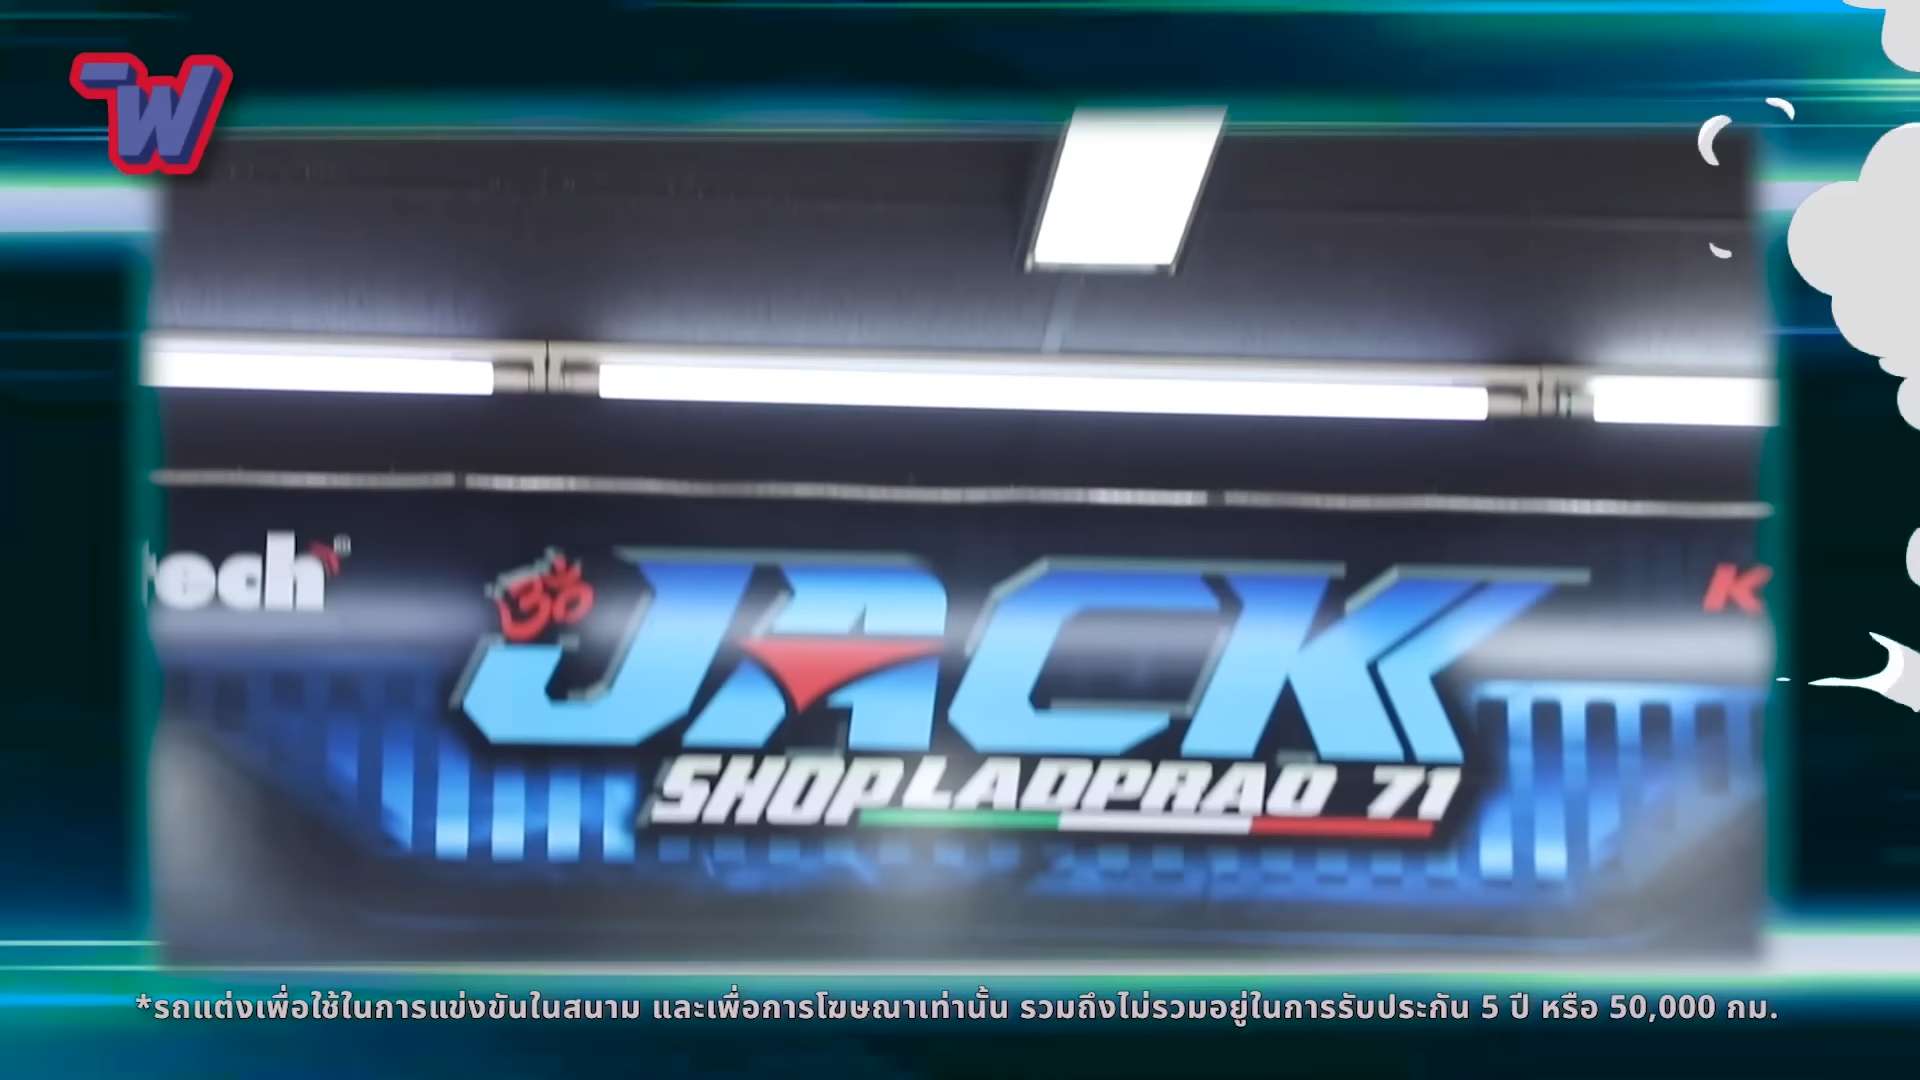 W
tech®
ॐ
JACK
K
SHOP LADPRAO 71
*รถแต่งเพื่อใช้ในการแข่งขันในสนาม และเพื่อการโฆษณาเท่านั้น รวมถึงไม่รวมอยู่ในการรับประกัน 5 ปี หรือ 50,000 กม.